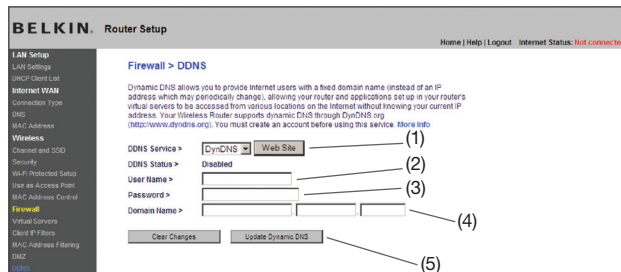 BELKIN. Router Setup
Home | Help | Logout Internet Status: Not connecte
LAN Setup
LAN Settings
DHCP Client List
Internet WAN
Connection Type
DNS
MAC Address
Wireless
Channel and SSID
Security
Wi-Fi Protected Setup
Use as Access Point
MAC Address Control
Firewall
Virtual Servers
Client IP Filters
MAC Address Filtering
DMZ
DDNS
Firewall > DDNS
Dynamic DNS allows you to provide Internet users with a fixed domain name (instead of an IP
address which may periodically change), allowing your router and applications set up in your router's
virtual servers to be accessed from various locations on the Internet without knowing your current IP
address. Your Wireless Router supports dynamic DNS through DynDNS.org
(http://www.dyndns.org). You must create an account before using this service. More Info
DDNS Service > DynDNS Web Site (1)
DDNS Status > Disabled
User Name > (2)
Password > (3)
Domain Name > . . (4)
Clear Changes Update Dynamic DNS (5)